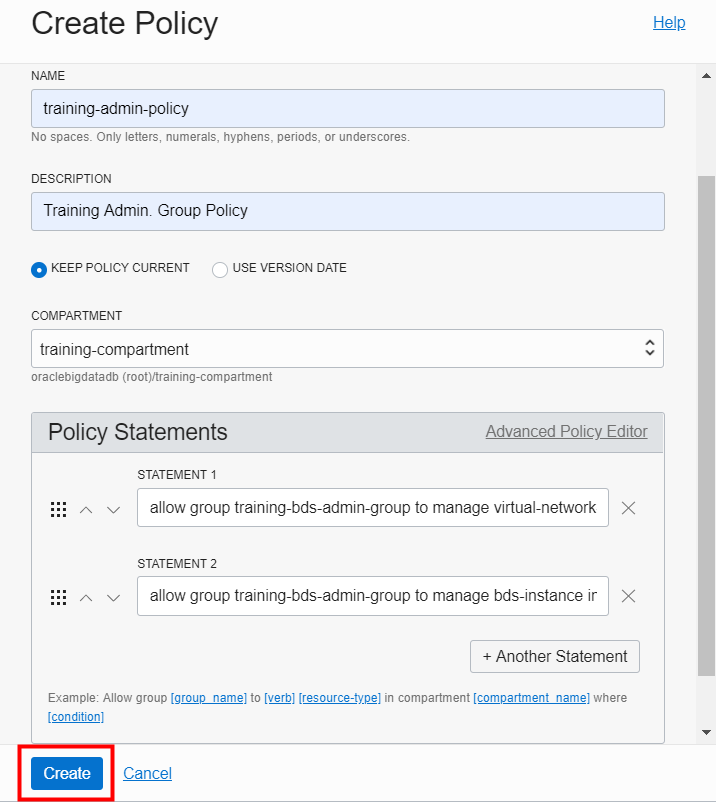 Create Policy
Help
NAME
training-admin-policy
No spaces. Only letters, numerals, hyphens, periods, or underscores.
DESCRIPTION
Training Admin. Group Policy
KEEP POLICY CURRENT
USE VERSION DATE
COMPARTMENT
training-compartment
oraclebigdatadb (root)/training-compartment
Policy Statements
Advanced Policy Editor
STATEMENT 1
allow group training-bds-admin-group to manage virtual-network
STATEMENT 2
allow group training-bds-admin-group to manage bds-instance
+ Another Statement
Example: Allow group [group_name] to [verb] [resource-type] in compartment [compartment_name] where
[condition]
Create
Cancel